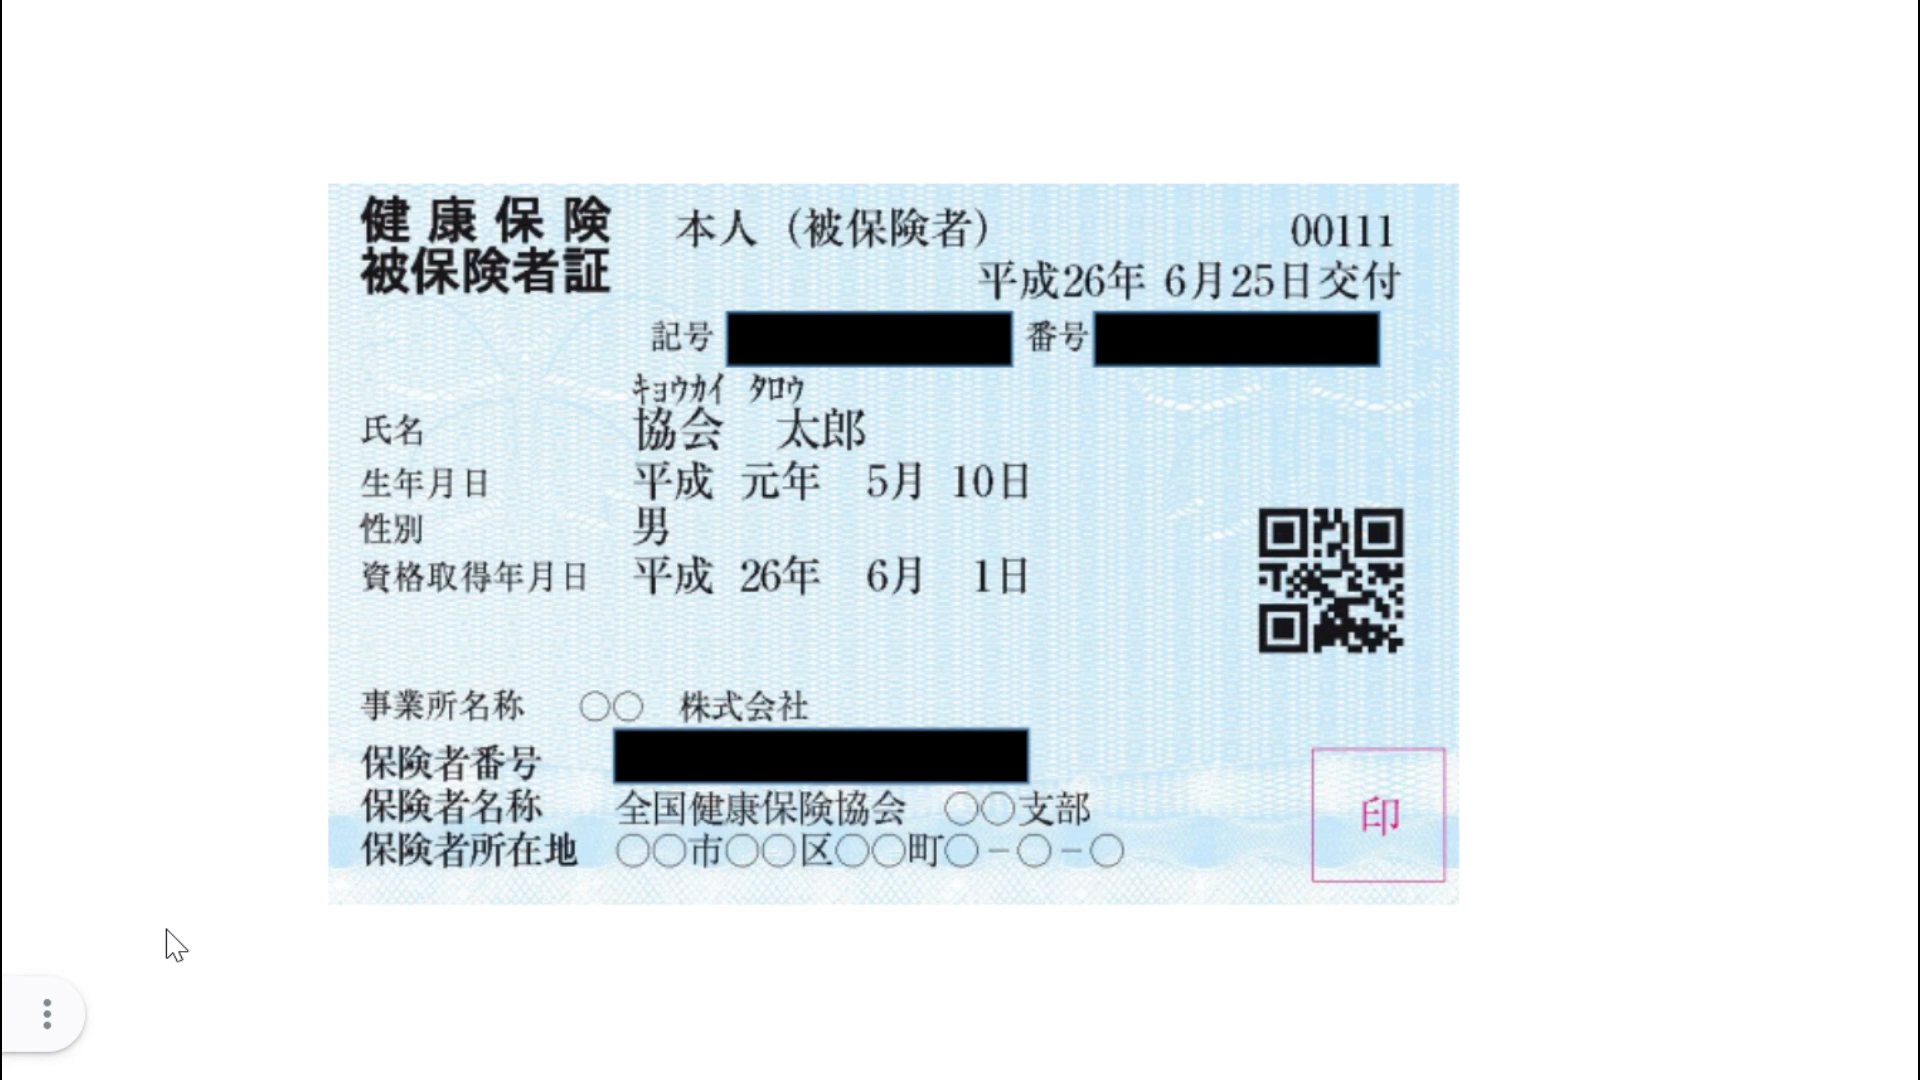 健康保険 本人（被保険者） 00111
被保険者証
平成26年 6月25日交付
記号 番号
ｷｮｳｶｲ ﾀﾛｳ
氏名 協会 太郎
生年月日 平成 元年 5月 10日
性別 男
資格取得年月日 平成 26年 6月 1日
事業所名称 ○○ 株式会社
保険者番号
保険者名称 全国健康保険協会 ○○支部
保険者所在地 ○○市○○区○○町○－○－○
印